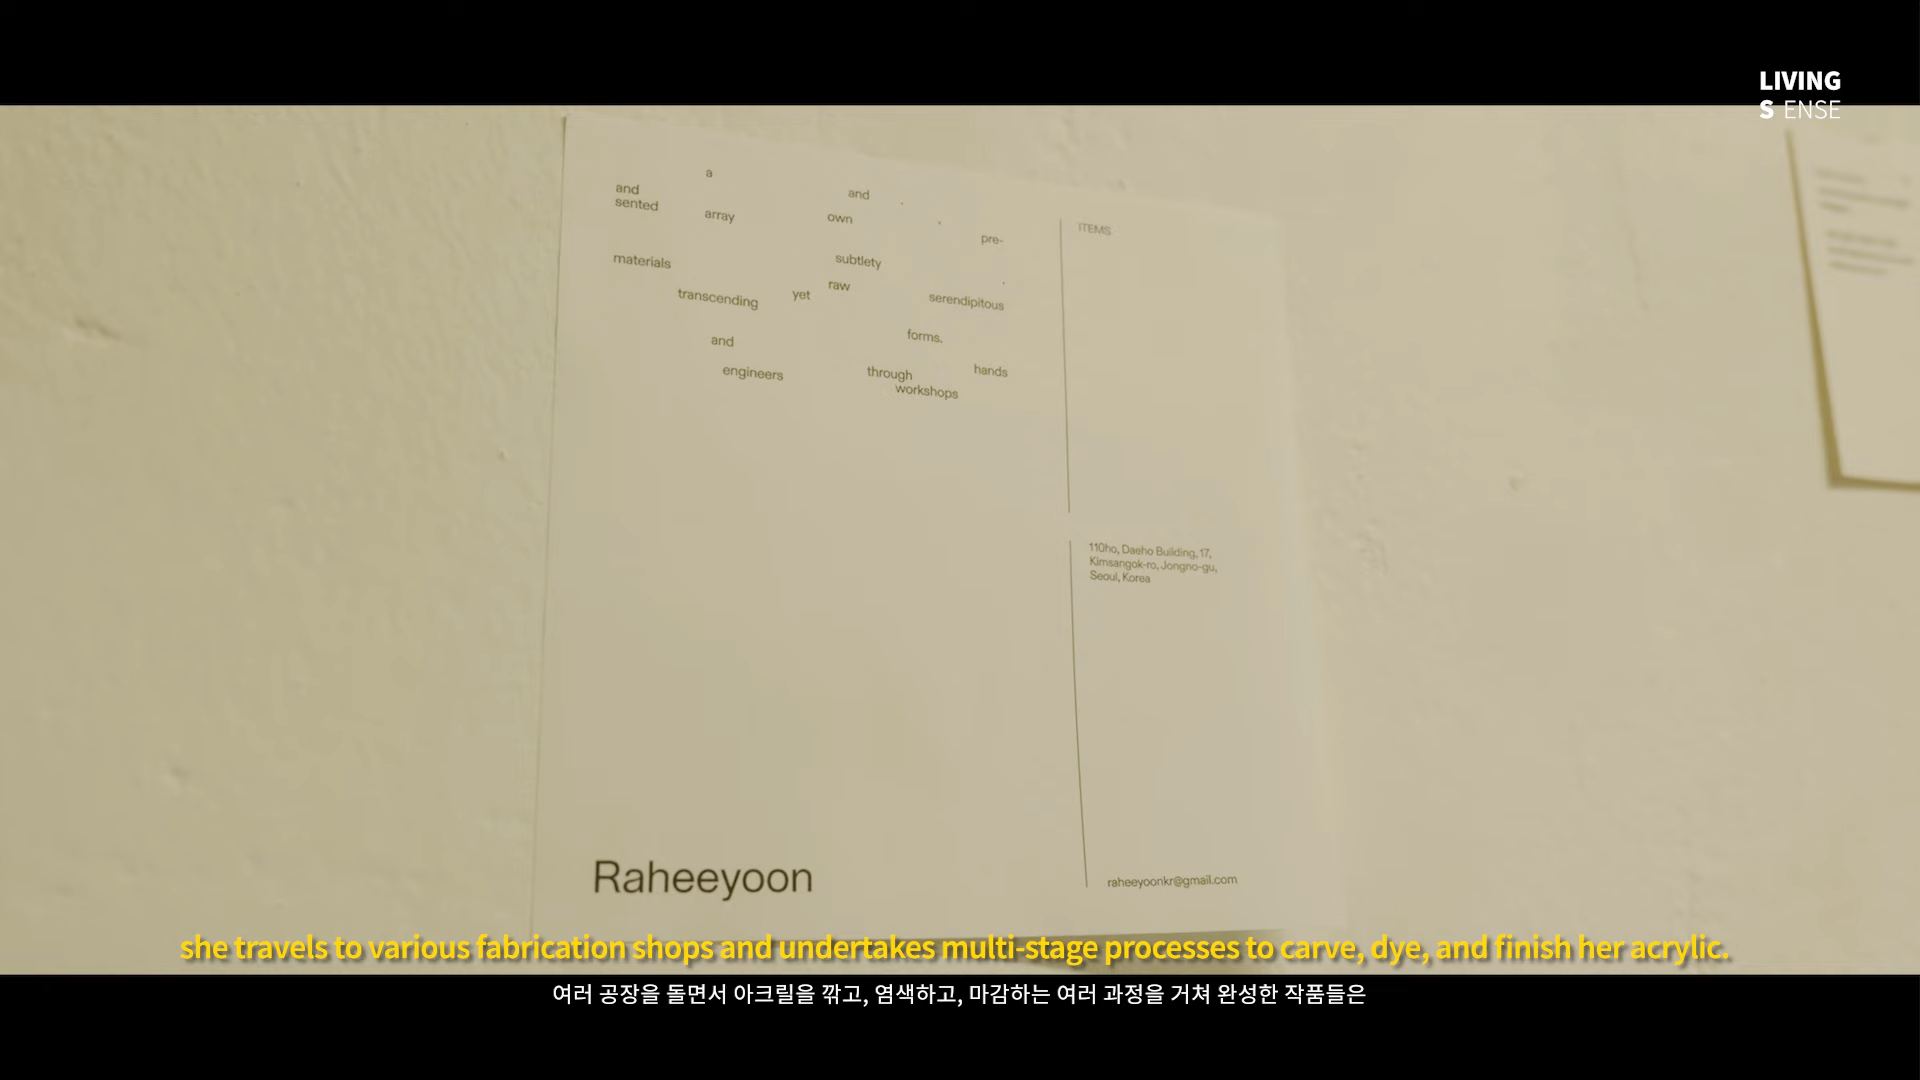 LIVING
S ENSE
a
and
and
sented
array
own
pre-
materials
subtlety
transcending
yet
raw
serendipitous
and
forms.
engineers
through
hands
workshops
ITEMS
110ho, Daeho Building, 17,
Kimsangok-ro, Jongno-gu,
Seoul, Korea
Raheeyoon
raheeyoonkr@gmail.com
she travels to various fabrication shops and undertakes multi-stage processes to carve, dye, and finish her acrylic.
여러 공장을 돌면서 아크릴을 깎고, 염색하고, 마감하는 여러 과정을 거쳐 완성한 작품들은